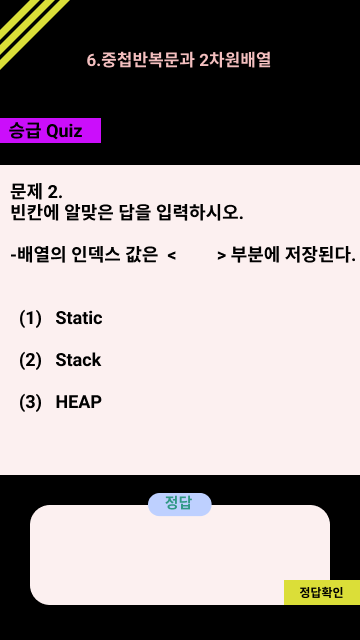 6.중첩반복문과 2차원배열
승급 Quiz
문제 2.
빈칸에 알맞은 답을 입력하시오.
-배열의 인덱스 값은 < > 부분에 저장된다.
(1) Static
(2) Stack
(3) HEAP
정답
정답확인